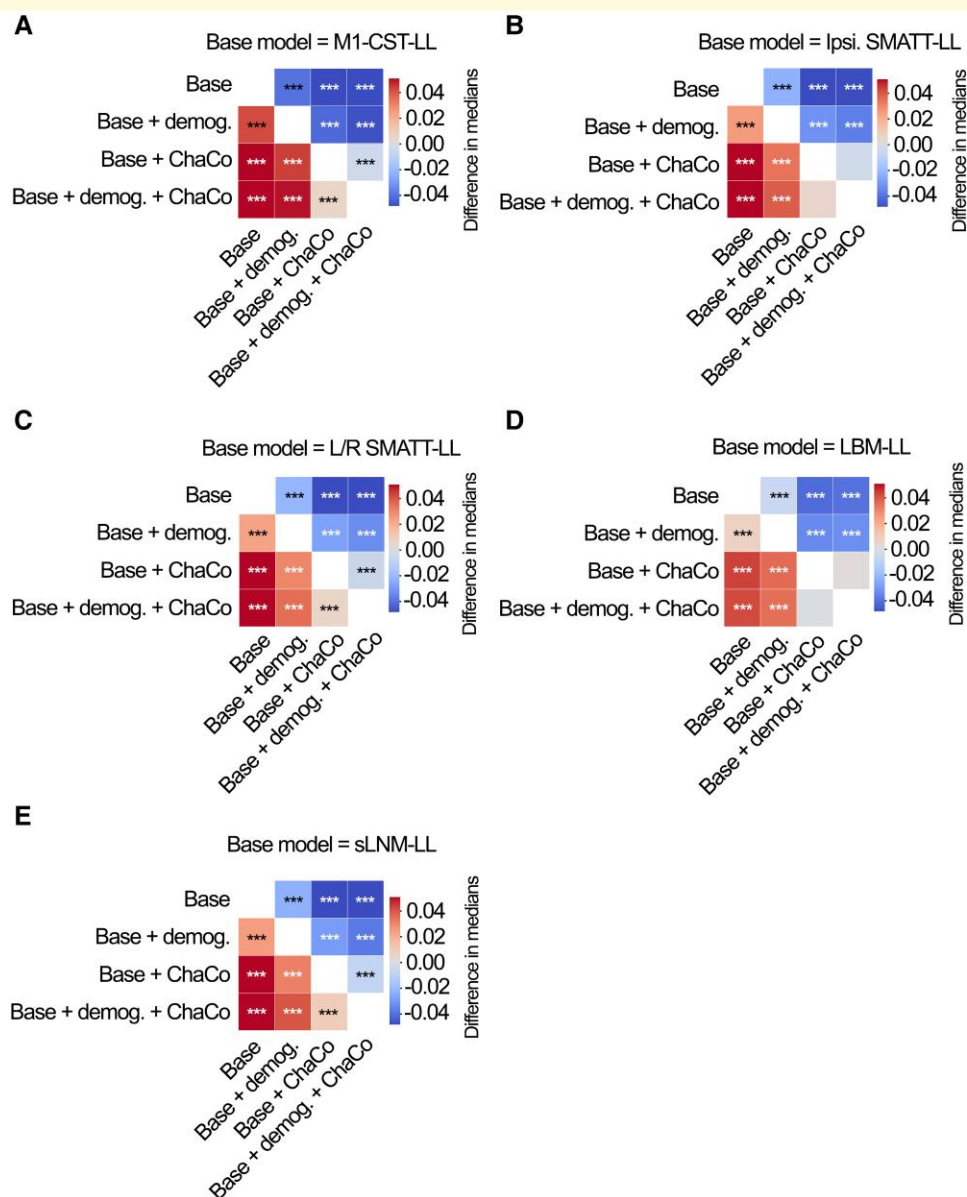 A
Base model = M1-CST-LL
Base
*** *** ***
Base + demog.
*** *** ***
Base + ChaCo
*** *** ***
Base + demog. + ChaCo
*** *** ***
Base
Base + demog.
Base + ChaCo
Base + demog. + ChaCo
0.04
0.02
0.00
-0.02
-0.04
Difference in medians
B
Base model = Ipsi. SMATT-LL
Base
*** *** ***
Base + demog.
*** *** ***
Base + ChaCo
*** ***
Base + demog. + ChaCo
*** ***
Base
Base + demog.
Base + ChaCo
Base + demog. + ChaCo
0.04
0.02
0.00
-0.02
-0.04
Difference in medians
C
Base model = L/R SMATT-LL
Base
*** *** ***
Base + demog.
*** *** ***
Base + ChaCo
*** *** ***
Base + demog. + ChaCo
*** *** ***
Base
Base + demog.
Base + ChaCo
Base + demog. + ChaCo
0.04
0.02
0.00
-0.02
-0.04
Difference in medians
D
Base model = LBM-LL
Base
*** *** ***
Base + demog.
*** *** ***
Base + ChaCo
*** ***
Base + demog. + ChaCo
*** ***
Base
Base + demog.
Base + ChaCo
Base + demog. + ChaCo
0.04
0.02
0.00
-0.02
-0.04
Difference in medians
E
Base model = sLNM-LL
Base
*** *** ***
Base + demog.
*** *** ***
Base + ChaCo
*** *** ***
Base + demog. + ChaCo
*** *** ***
Base
Base + demog.
Base + ChaCo
Base + demog. + ChaCo
0.04
0.02
0.00
-0.02
-0.04
Difference in medians